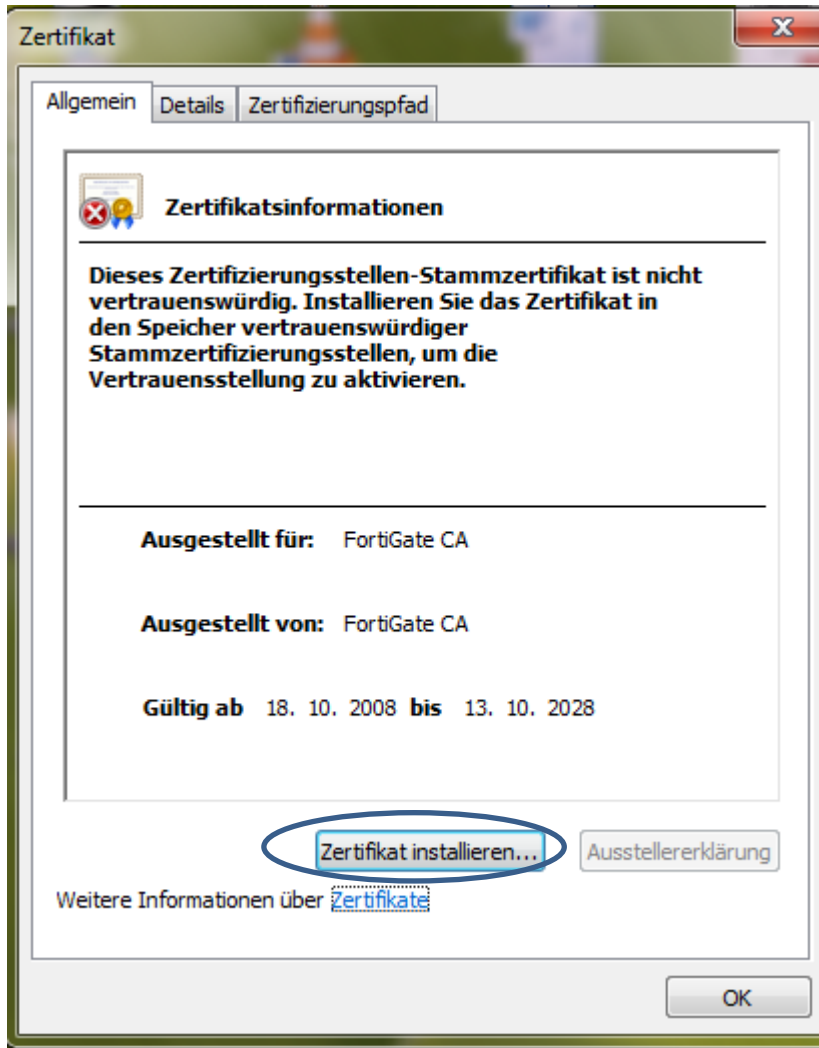 Zertifikat
Allgemein Details Zertifizierungspfad
Zertifikatsinformationen
Dieses Zertifizierungsstellen-Stammzertifikat ist nicht
vertrauenswürdig. Installieren Sie das Zertifikat in
den Speicher vertrauenswürdiger
Stammzertifizierungsstellen, um die
Vertrauensstellung zu aktivieren.
Ausgestellt für: FortiGate CA
Ausgestellt von: FortiGate CA
Gültig ab 18. 10. 2008 bis 13. 10. 2028
Zertifikat installieren... Ausstellererklärung
Weitere Informationen über Zertifikate
OK